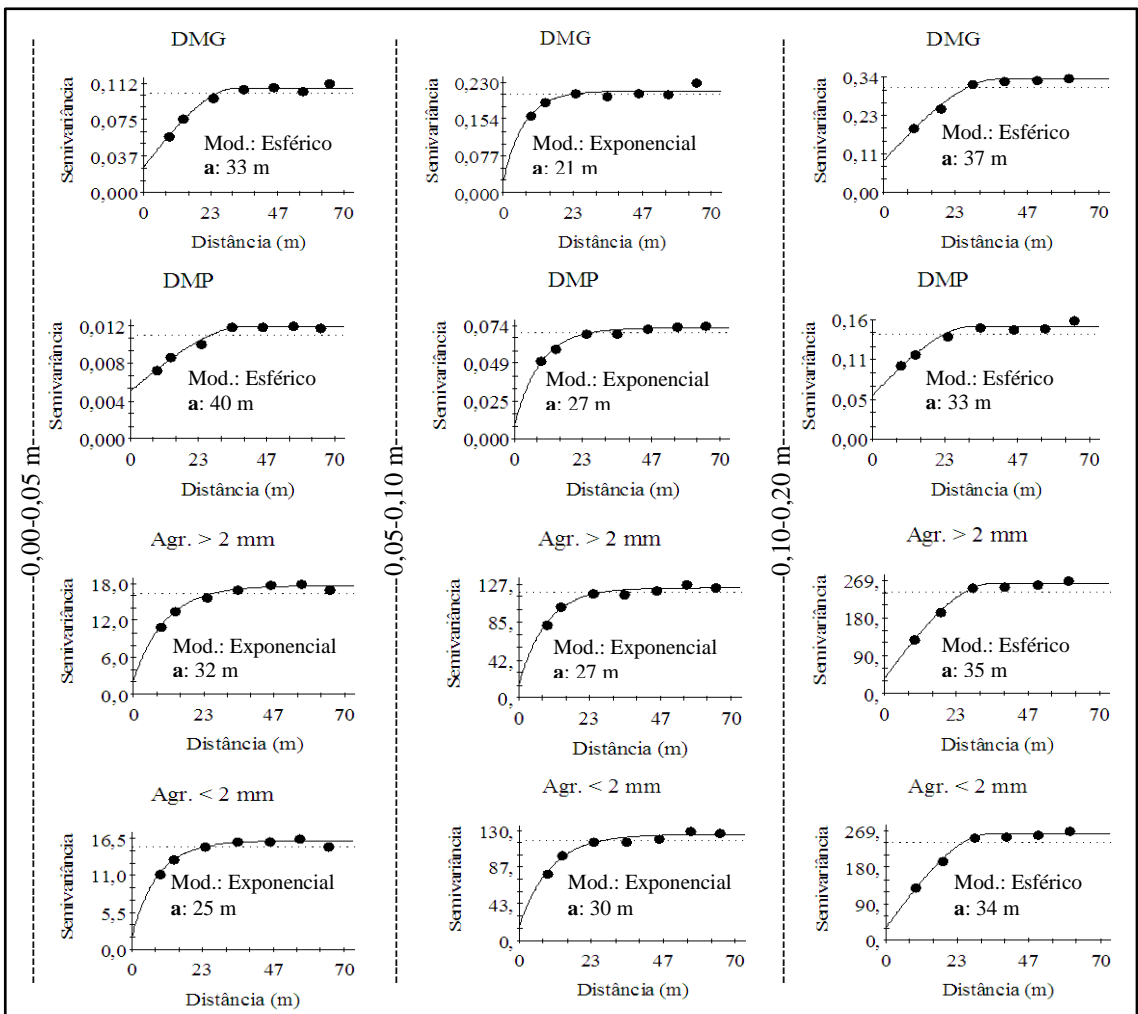 0,00-0,05 m
DMG
Semivariância
0,112
0,075
0,037
0,000
Mod.: Esférico
a: 33 m
0 23 47 70
Distância (m)
DMP
Semivariância
0,012
0,008
0,004
0,000
Mod.: Esférico
a: 40 m
0 23 47 70
Distância (m)
Agr. > 2 mm
Semivariância
18,0
12,0
6,0
0,0
Mod.: Exponencial
a: 32 m
0 23 47 70
Distância (m)
Agr. < 2 mm
Semivariância
16,5
11,0
5,5
0,0
Mod.: Exponencial
a: 25 m
0 23 47 70
Distância (m)
0,05-0,10 m
DMG
Semivariância
0,230
0,154
0,077
0,000
Mod.: Exponencial
a: 21 m
0 23 47 70
Distância (m)
DMP
Semivariância
0,074
0,049
0,025
0,000
Mod.: Exponencial
a: 27 m
0 23 47 70
Distância (m)
Agr. > 2 mm
Semivariância
127,
85,
42,
0,
Mod.: Exponencial
a: 27 m
0 23 47 70
Distância (m)
Agr. < 2 mm
Semivariância
130,
87,
43,
0,
Mod.: Exponencial
a: 30 m
0 23 47 70
Distância (m)
0,10-0,20 m
DMG
Semivariância
0,34
0,23
0,11
0,00
Mod.: Esférico
a: 37 m
0 23 47 70
Distância (m)
DMP
Semivariância
0,16
0,11
0,05
0,00
Mod.: Esférico
a: 33 m
0 23 47 70
Distância (m)
Agr. > 2 mm
Semivariância
269,
180,
90,
0,
Mod.: Esférico
a: 35 m
0 23 47 70
Distância (m)
Agr. < 2 mm
Semivariância
269,
180,
90,
0,
Mod.: Esférico
a: 34 m
0 23 47 70
Distância (m)